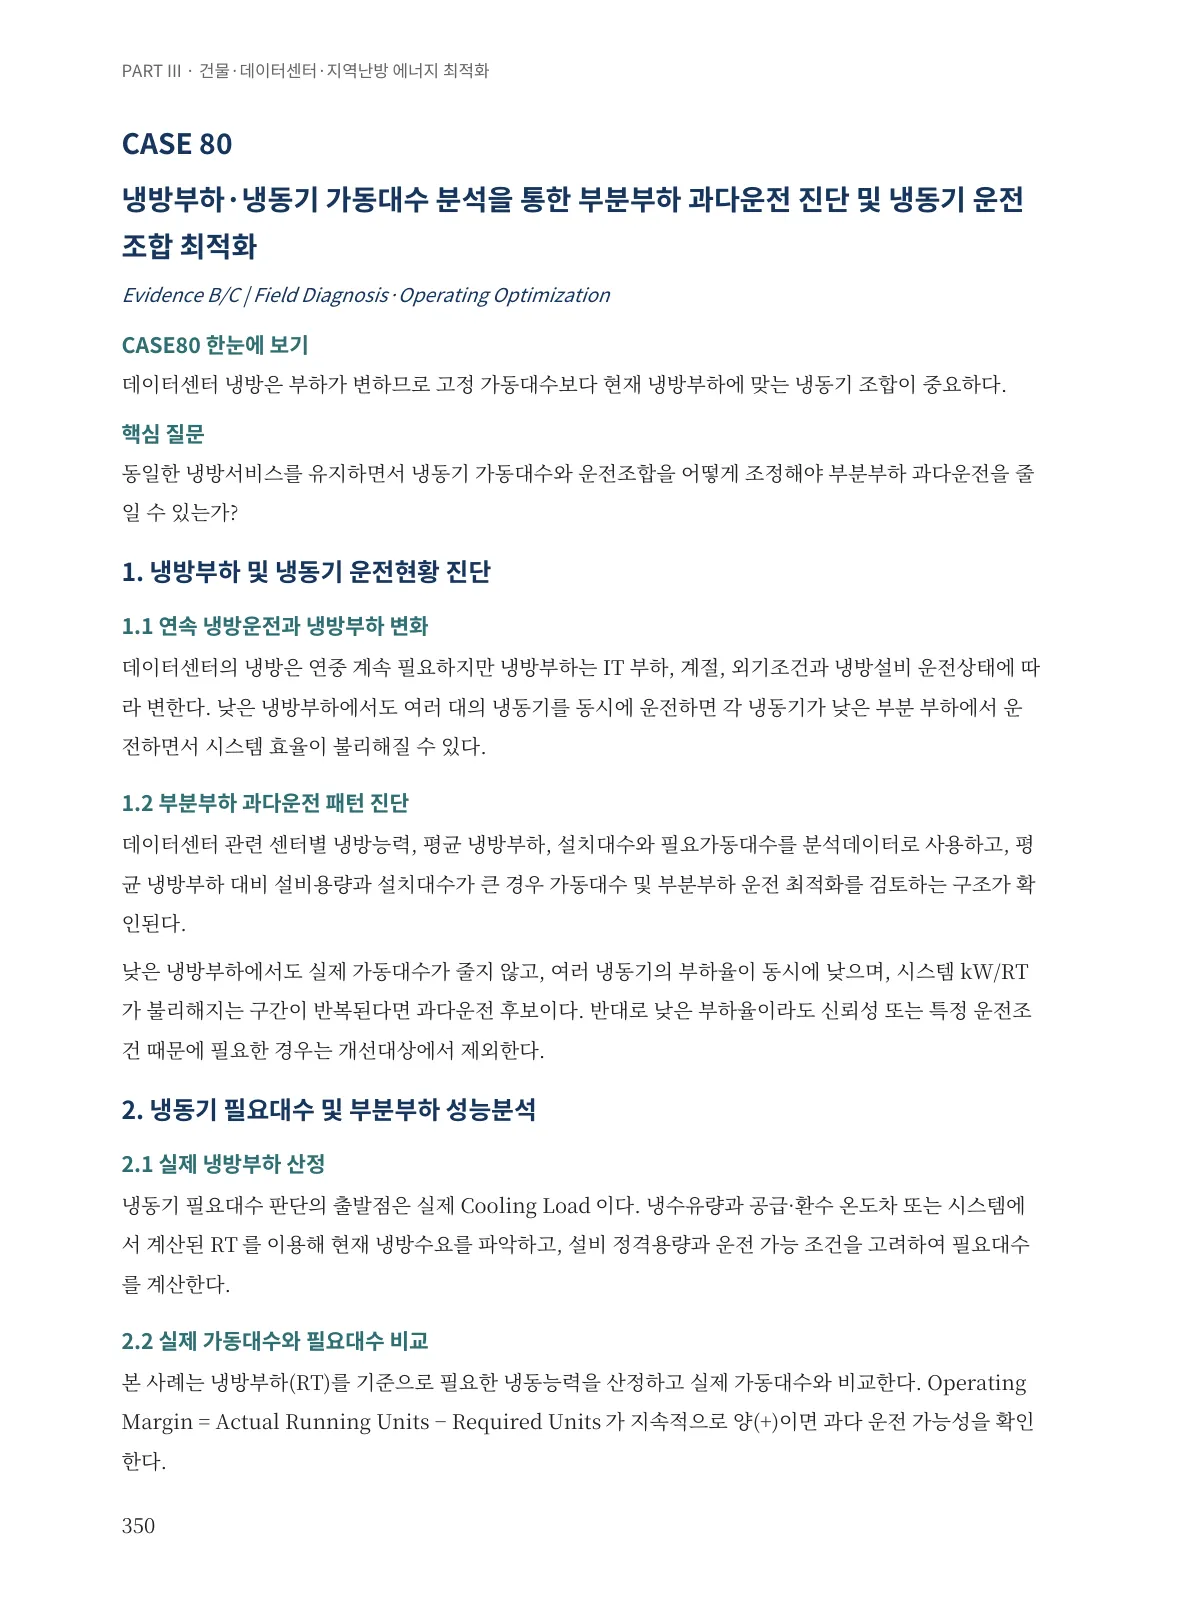 PART III · 건물·데이터센터·지역난방 에너지 최적화
CASE 80
냉방부하·냉동기 가동대수 분석을 통한 부분부하 과다운전 진단 및 냉동기 운전
조합 최적화
Evidence B/C | Field Diagnosis·Operating Optimization
CASE80 한눈에 보기
데이터센터 냉방은 부하가 변하므로 고정 가동대수보다 현재 냉방부하에 맞는 냉동기 조합이 중요하다.
핵심 질문
동일한 냉방서비스를 유지하면서 냉동기 가동대수와 운전조합을 어떻게 조정해야 부분부하 과다운전을 줄
일 수 있는가?
1. 냉방부하 및 냉동기 운전현황 진단
1.1 연속 냉방운전과 냉방부하 변화
데이터센터의 냉방은 연중 계속 필요하지만 냉방부하는 IT 부하, 계절, 외기조건과 냉방설비 운전상태에 따
라 변한다. 낮은 냉방부하에서도 여러 대의 냉동기를 동시에 운전하면 각 냉동기가 낮은 부분 부하에서 운
전하면서 시스템 효율이 불리해질 수 있다.
1.2 부분부하 과다운전 패턴 진단
데이터센터 관련 센터별 냉방능력, 평균 냉방부하, 설치대수와 필요가동대수를 분석데이터로 사용하고, 평
균 냉방부하 대비 설비용량과 설치대수가 큰 경우 가동대수 및 부분부하 운전 최적화를 검토하는 구조가 확
인된다.
낮은 냉방부하에서도 실제 가동대수가 줄지 않고, 여러 냉동기의 부하율이 동시에 낮으며, 시스템 kW/RT
가 불리해지는 구간이 반복된다면 과다운전 후보이다. 반대로 낮은 부하율이라도 신뢰성 또는 특정 운전조
건 때문에 필요한 경우는 개선대상에서 제외한다.
2. 냉동기 필요대수 및 부분부하 성능분석
2.1 실제 냉방부하 산정
냉동기 필요대수 판단의 출발점은 실제 Cooling Load 이다. 냉수유량과 공급·환수 온도차 또는 시스템에
서 계산된 RT 를 이용해 현재 냉방수요를 파악하고, 설비 정격용량과 운전 가능 조건을 고려하여 필요대수
를 계산한다.
2.2 실제 가동대수와 필요대수 비교
본 사례는 냉방부하(RT)를 기준으로 필요한 냉동능력을 산정하고 실제 가동대수와 비교한다. Operating
Margin = Actual Running Units − Required Units 가 지속적으로 양(+)이면 과다 운전 가능성을 확인
한다.
350